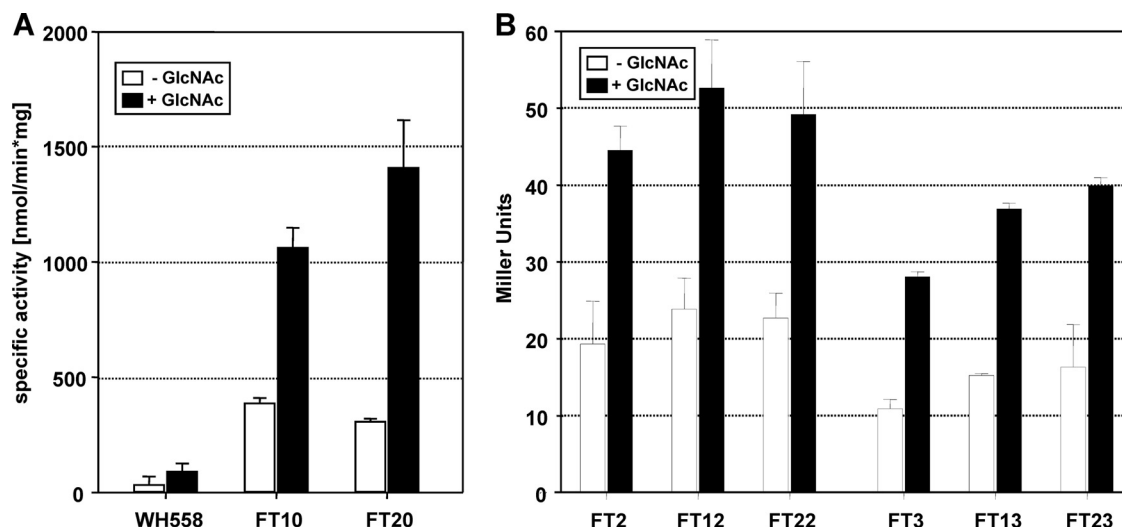 A
specific activity [nmol/min*mg]
2000
1500
1000
500
0
- GlcNAc
+ GlcNAc
WH558
FT10
FT20
B
Miller Units
60
50
40
30
20
10
0
- GlcNAc
+ GlcNAc
FT2
FT12
FT22
FT3
FT13
FT23